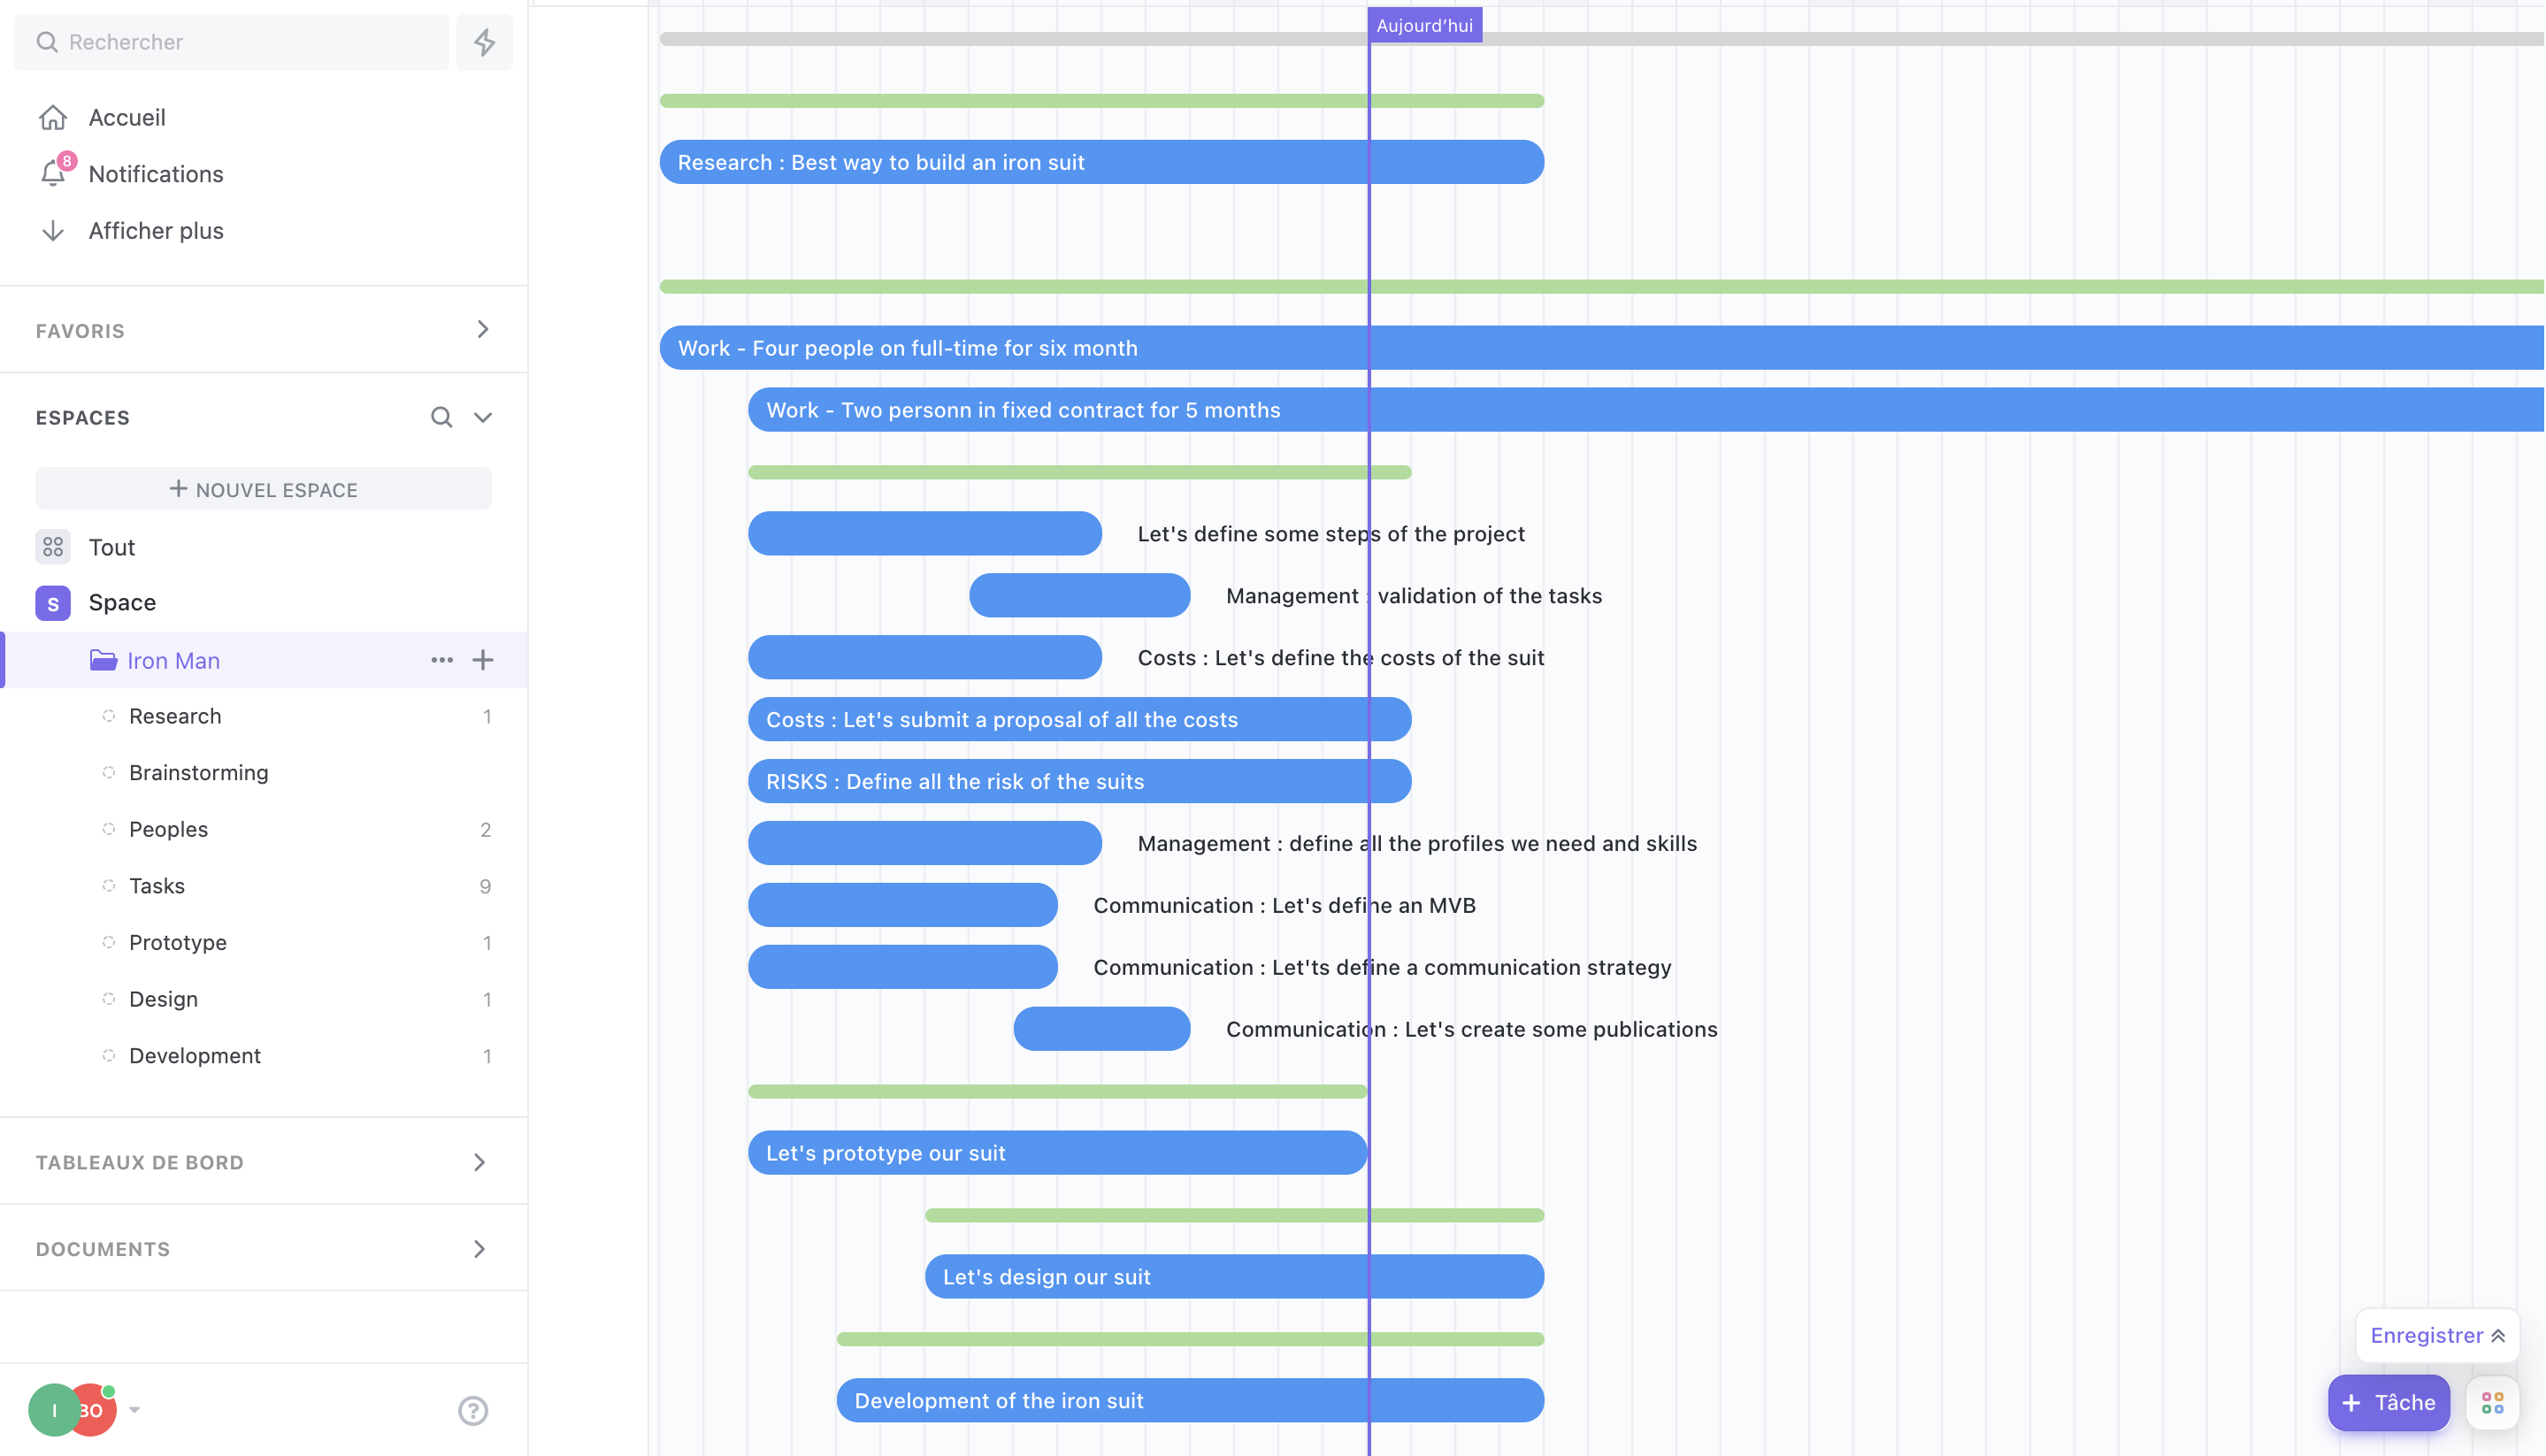 Rechercher
Accueil
8
Notifications
Afficher plus
FAVORIS
ESPACES
+ NOUVEL ESPACE
Tout
S
Space
Iron Man
Research 1
Brainstorming
Peoples 2
Tasks 9
Prototype 1
Design 1
Development 1
TABLEAUX DE BORD
DOCUMENTS
I
BO
?
Aujourd'hui
Research : Best way to build an iron suit
Work - Four people on full-time for six month
Work - Two personn in fixed contract for 5 months
Let's define some steps of the project
Management : validation of the tasks
Costs : Let's define the costs of the suit
Costs : Let's submit a proposal of all the costs
RISKS : Define all the risk of the suits
Management : define all the profiles we need and skills
Communication : Let's define an MVB
Communication : Let'ts define a communication strategy
Communication : Let's create some publications
Let's prototype our suit
Let's design our suit
Development of the iron suit
Enregistrer
+ Tâche